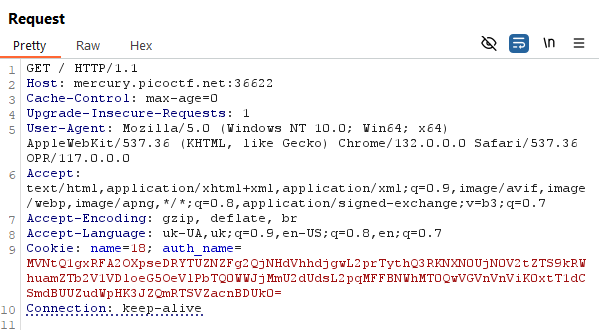 Request
Pretty Raw Hex \n
1 GET / HTTP/1.1
2 Host: mercury.picoctf.net:36622
3 Cache-Control: max-age=0
4 Upgrade-Insecure-Requests: 1
5 User-Agent: Mozilla/5.0 (Windows NT 10.0; Win64; x64)
AppleWebKit/537.36 (KHTML, like Gecko) Chrome/132.0.0.0 Safari/537.36
OPR/117.0.0.0
6 Accept:
text/html,application/xhtml+xml,application/xml;q=0.9,image/avif,image
/webp,image/apng,*/*;q=0.8,application/signed-exchange;v=b3;q=0.7
7 Accept-Encoding: gzip, deflate, br
8 Accept-Language: uk-UA,uk;q=0.9,en-US;q=0.8,en;q=0.7
9 Cookie: name=18; auth_name=
10 Connection: keep-alive
11